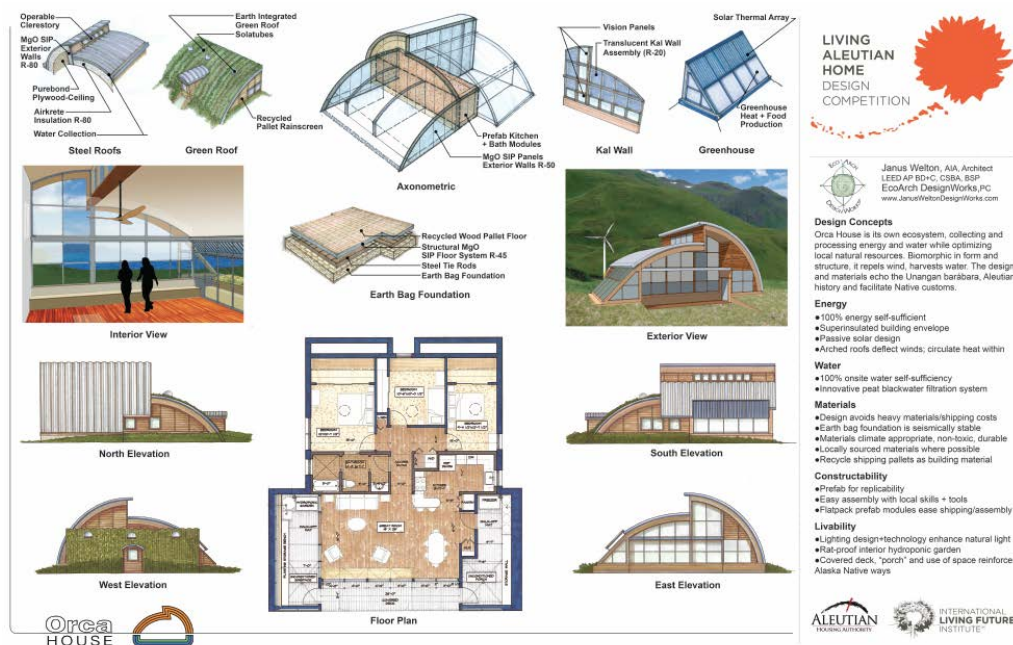 Operable
Clerestory
MgO SIP
Exterior
Walls
R-80
Purebond
Plywood-Ceiling
Airkrete
Insulation R-80
Water Collection
Steel Roofs
Earth Integrated
Green Roof
Solatubes
Recycled
Pallet Rainscreen
Green Roof
Prefab Kitchen
+ Bath Modules
MgO SIP Panels
Exterior Walls R-50
Axonometric
Vision Panels
Translucent Kal Wall
Assembly (R-20)
Kal Wall
Solar Thermal Array
Greenhouse
Heat + Food
Production
Greenhouse
Interior View
Recycled Wood Pallet Floor
Structural MgO
SIP Floor System R-45
Steel Tie Rods
Earth Bag Foundation
Earth Bag Foundation
Exterior View
North Elevation
South Elevation
West Elevation
BEDROOM
BEDROOM
BEDROOM
GREAT ROOM
Floor Plan
East Elevation
Orca
HOUSE
LIVING
ALEUTIAN
HOME
DESIGN
COMPETITION
ECO ARCH
DESIGNWORKS
Janus Welton, AIA, Architect
LEED AP BD+C, CSBA, BSP
EcoArch DesignWorks,PC
www.JanusWeltonDesignWorks.com
Design Concepts
Orca House is its own ecosystem, collecting and
processing energy and water while optimizing
local natural resources. Biomorphic in form and
structure, it repels wind, harvests water. The design
and materials echo the Unangan barábara, Aleutian
history and facilitate Native customs.
Energy
●100% energy self-sufficient
●Superinsulated building envelope
●Passive solar design
●Arched roofs deflect winds; circulate heat within
Water
●100% onsite water self-sufficiency
●Innovative peat blackwater filtration system
Materials
●Design avoids heavy materials/shipping costs
●Earth bag foundation is seismically stable
●Materials climate appropriate, non-toxic, durable
●Locally sourced materials where possible
●Recycle shipping pallets as building material
Constructability
●Prefab for replicability
●Easy assembly with local skills + tools
●Flatpack prefab modules ease shipping/assembly
Livability
●Lighting design+technology enhance natural light
●Rat-proof interior hydroponic garden
●Covered deck, "porch" and use of space reinforce
Alaska Native ways
ALEUTIAN
HOUSING AUTHORITY
INTERNATIONAL
LIVING FUTURE
INSTITUTE